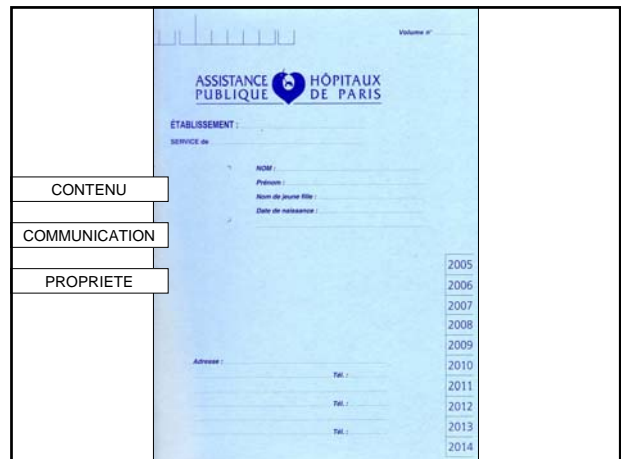 Volume n°
ASSISTANCE HÔPITAUX
PUBLIQUE DE PARIS
ÉTABLISSEMENT :
SERVICE de
NOM :
Prénom :
Nom de jeune fille :
Date de naissance :
CONTENU
COMMUNICATION
PROPRIETE
2005
2006
2007
2008
2009
2010
2011
2012
2013
2014
Adresse :
Tél. :
Tél. :
Tél. :